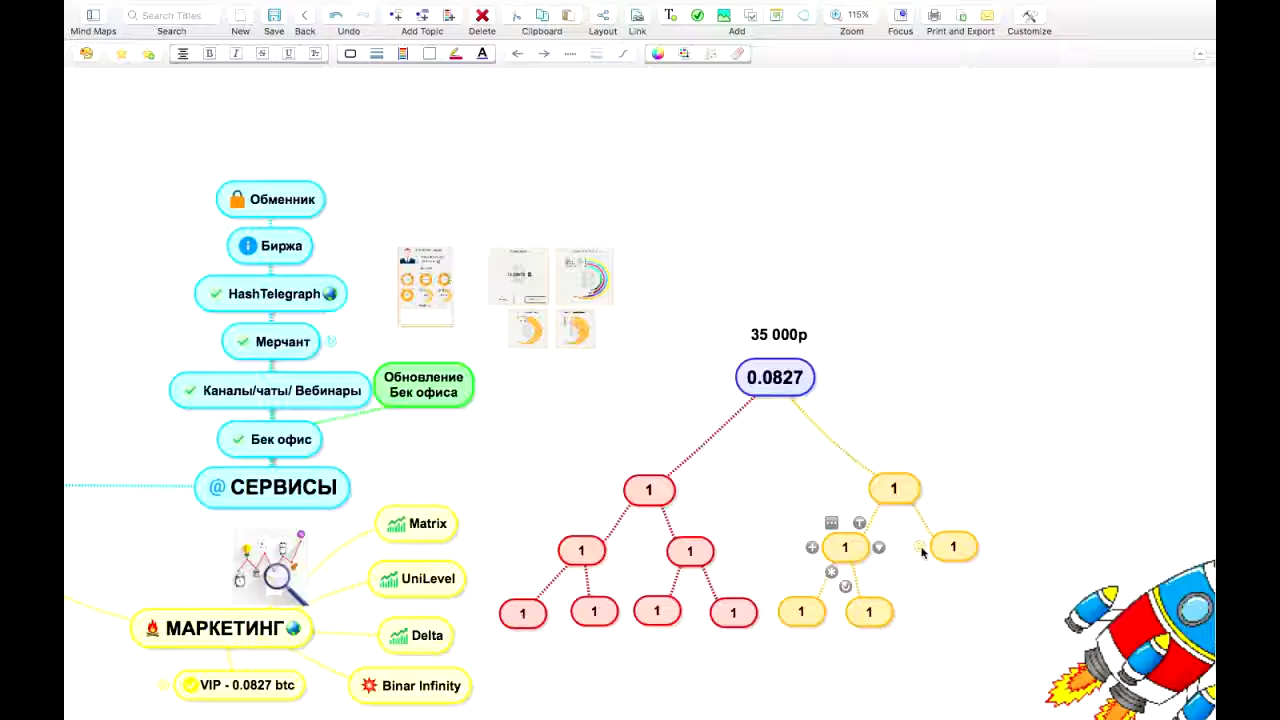 Search Titles
115%
Mind Maps
Search
New
Save
Back
Undo
Add Topic
Delete
Clipboard
Layout
Link
Add
Zoom
Focus
Print and Export
Customize
B
I
S
U
Tт
A
Обменник
Биржа
HashTelegraph
Мерчант
Каналы/чаты/ Вебинары
Обновление
Бек офиса
Бек офис
@ СЕРВИСЫ
Matrix
UniLevel
МАРКЕТИНГ
Delta
VIP - 0.0827 btc
Binar Infinity
35 000р
0.0827
1
1
1
1
1
1
1
1
1
1
1
1